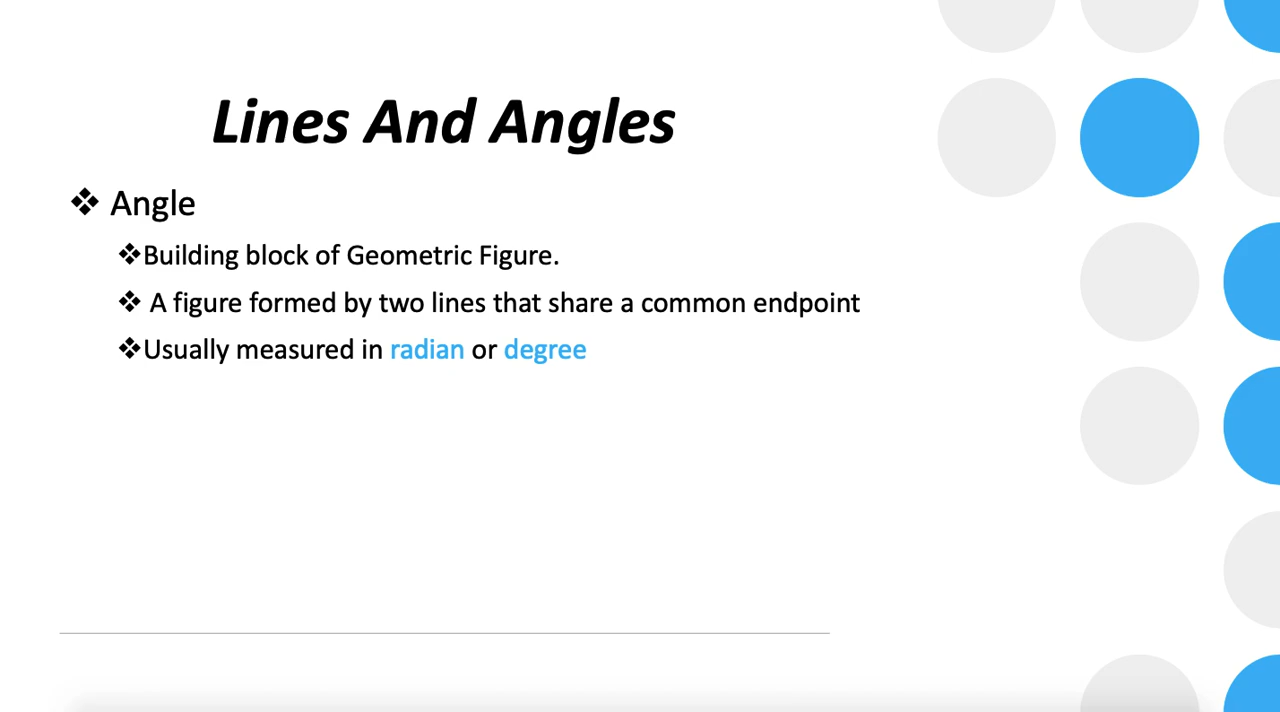 Lines And Angles
❖ Angle
❖Building block of Geometric Figure.
❖ A figure formed by two lines that share a common endpoint
❖Usually measured in radian or degree